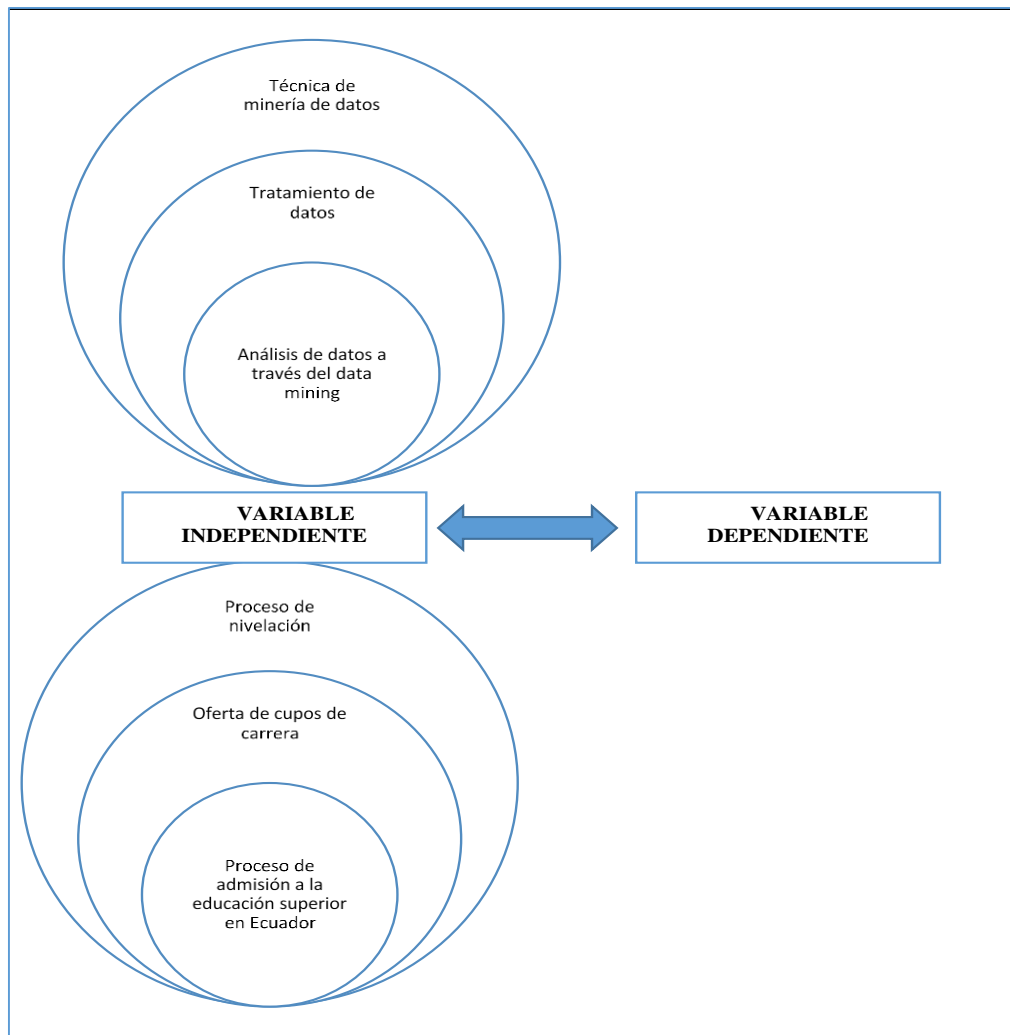 Técnica de
minería de datos
Tratamiento de
datos
Análisis de datos a
través del data
mining
VARIABLE
INDEPENDIENTE
VARIABLE
DEPENDIENTE
Proceso de
nivelación
Oferta de cupos de
carrera
Proceso de
admisión a la
educación superior
en Ecuador